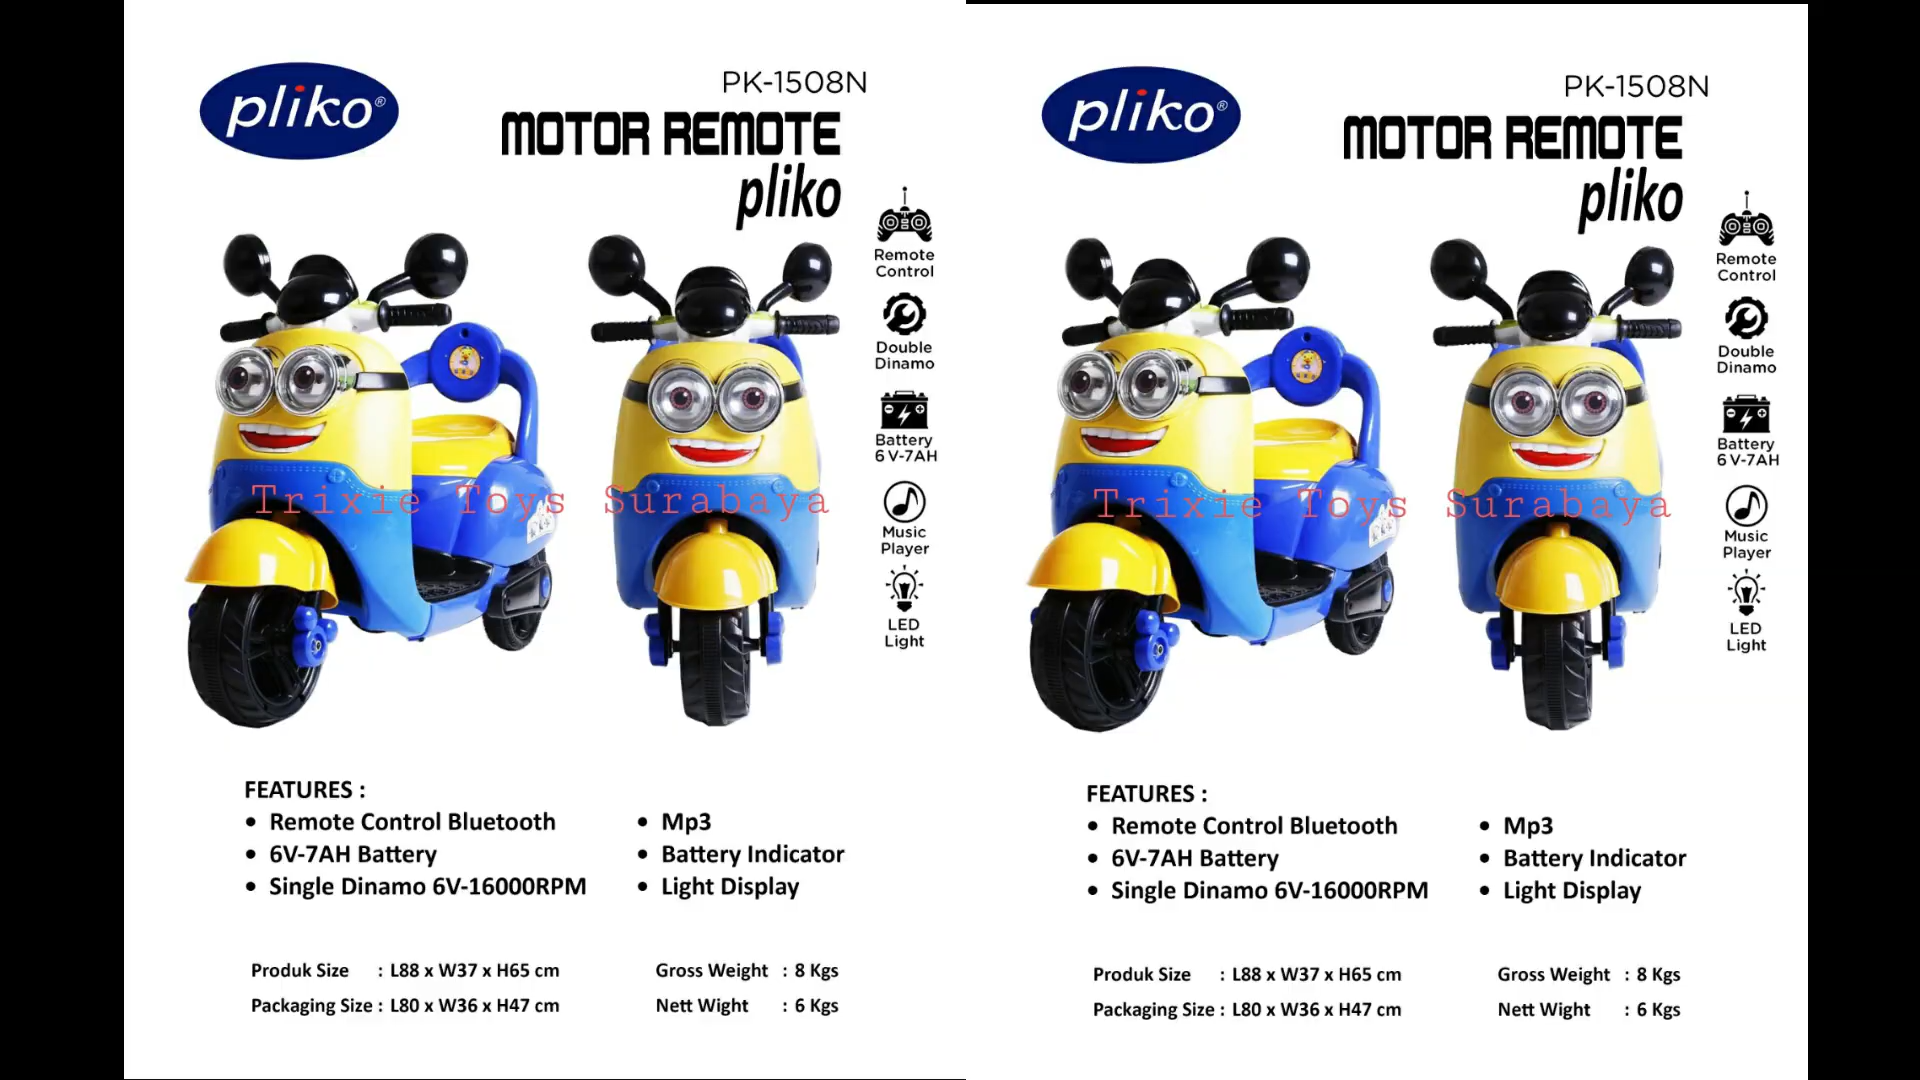 pliko®
PK-1508N
MOTOR REMOTE
pliko
Remote
Control
Double
Dinamo
Battery
6V-7AH
Music
Player
LED
Light
Trixie Toys Surabaya
FEATURES :
• Remote Control Bluetooth
• 6V-7AH Battery
• Single Dinamo 6V-16000RPM
• Mp3
• Battery Indicator
• Light Display
Produk Size : L88 x W37 x H65 cm
Packaging Size : L80 x W36 x H47 cm
Gross Weight : 8 Kgs
Nett Wight : 6 Kgs
pliko®
PK-1508N
MOTOR REMOTE
pliko
Remote
Control
Double
Dinamo
Battery
6V-7AH
Music
Player
LED
Light
Trixie Toys Surabaya
FEATURES :
• Remote Control Bluetooth
• 6V-7AH Battery
• Single Dinamo 6V-16000RPM
• Mp3
• Battery Indicator
• Light Display
Produk Size : L88 x W37 x H65 cm
Packaging Size : L80 x W36 x H47 cm
Gross Weight : 8 Kgs
Nett Wight : 6 Kgs